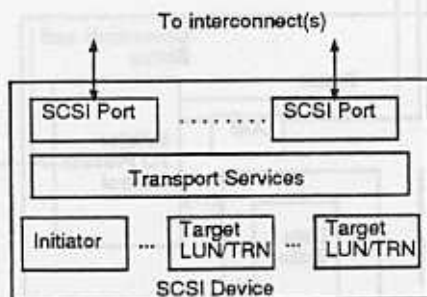 To interconnect(s)
SCSI Port ........ SCSI Port
Transport Services
Initiator ... Target LUN/TRN ... Target LUN/TRN
SCSI Device